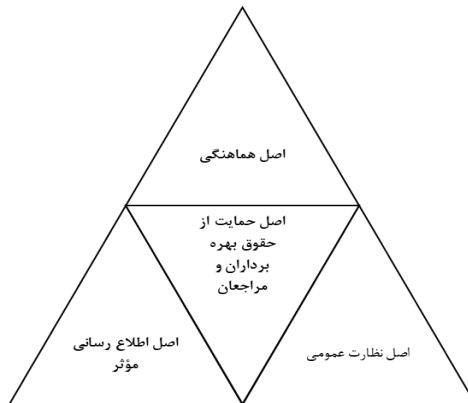 اصل هماهنگی
اصل حمایت از
حقوق بهره
برداران و
مراجعان
اصل نظارت عمومی
اصل اطلاع رسانی
مؤثر